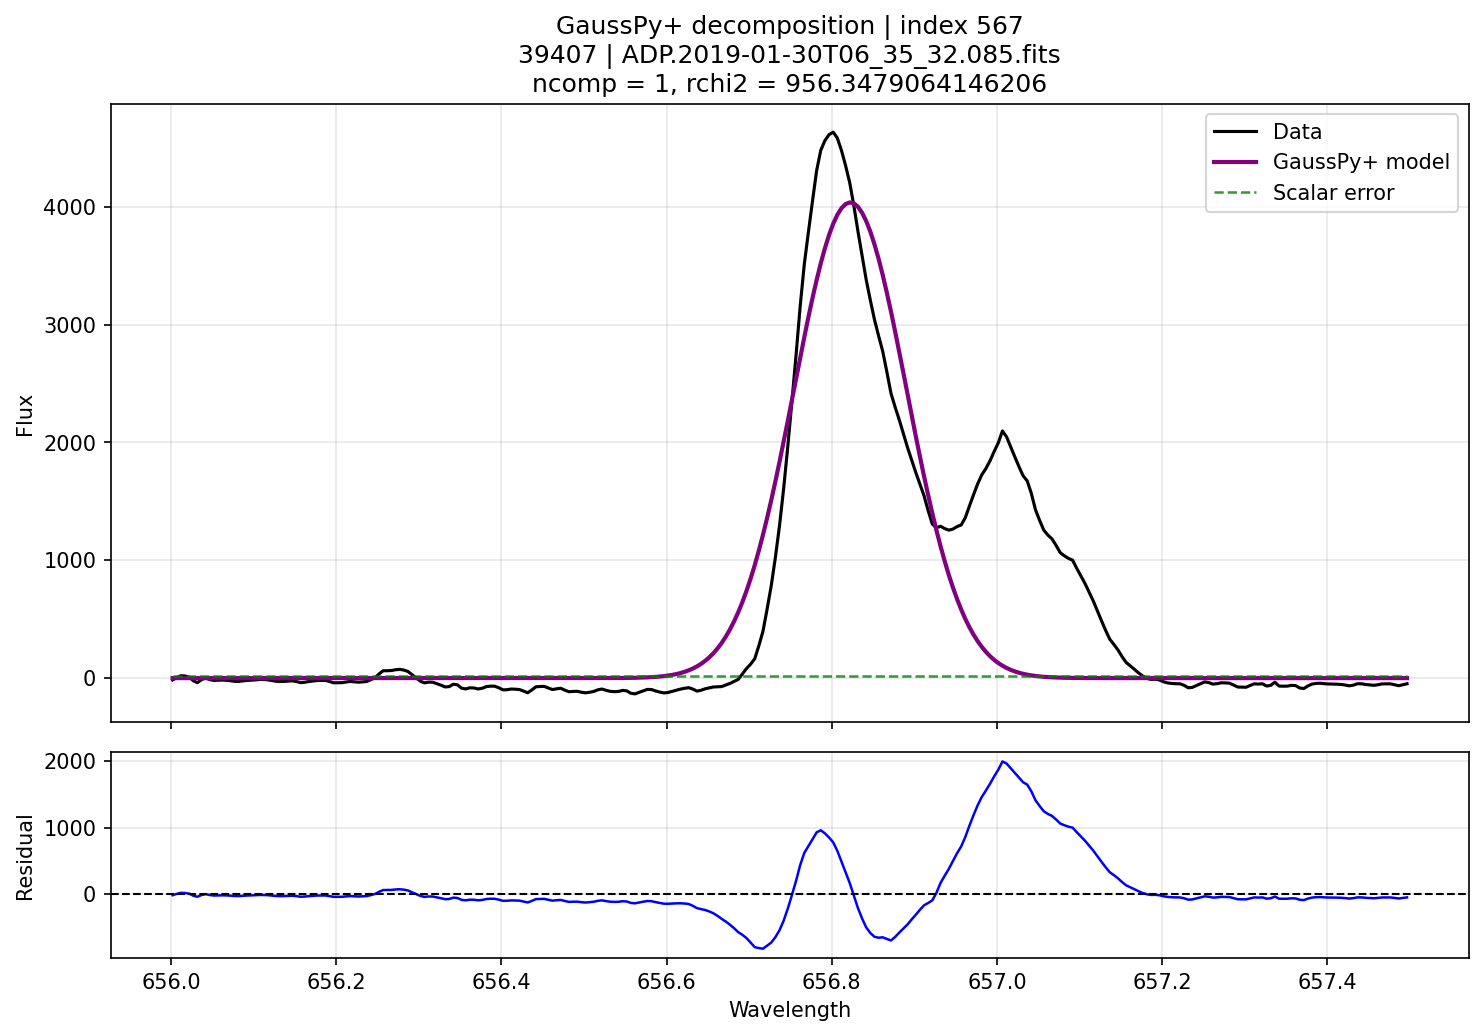 GaussPy+ decomposition | index 567
39407 | ADP.2019-01-30T06_35_32.085.fits
ncomp = 1, rchi2 = 956.3479064146206
Data
GaussPy+ model
Scalar error
4000
3000
2000
1000
0
Flux
2000
1000
0
Residual
656.0 656.2 656.4 656.6 656.8 657.0 657.2 657.4
Wavelength